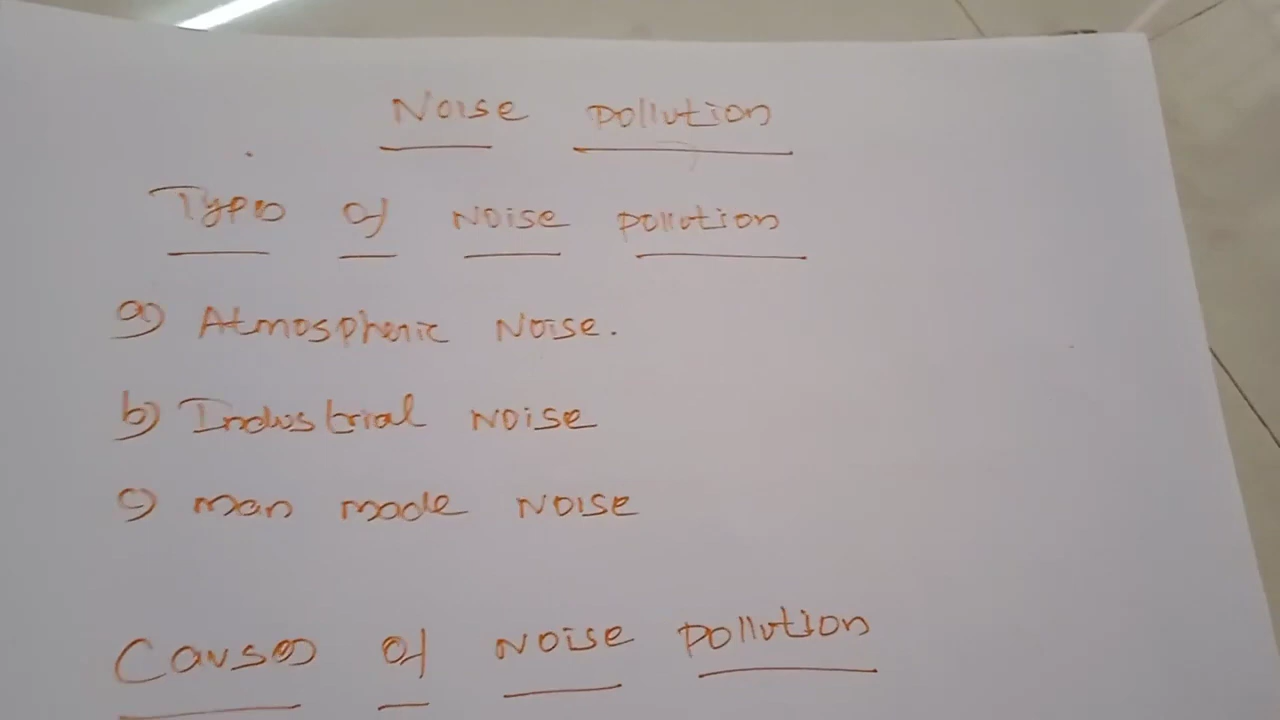 Noise pollution
Types of Noise pollution
a) Atmospheric Noise.
b) Industrial Noise
c) man made Noise
Causes of Noise pollution